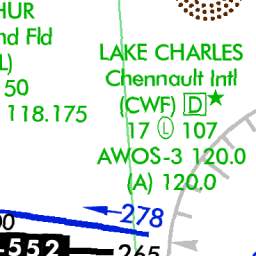 HUR
nd Fld
L)
50
118.175
LAKE CHARLES
Chennault Intl
(CWF) D★
17 Ⓛ 107
AWOS-3 120.0
(A) 120.0
278
00
-552
265